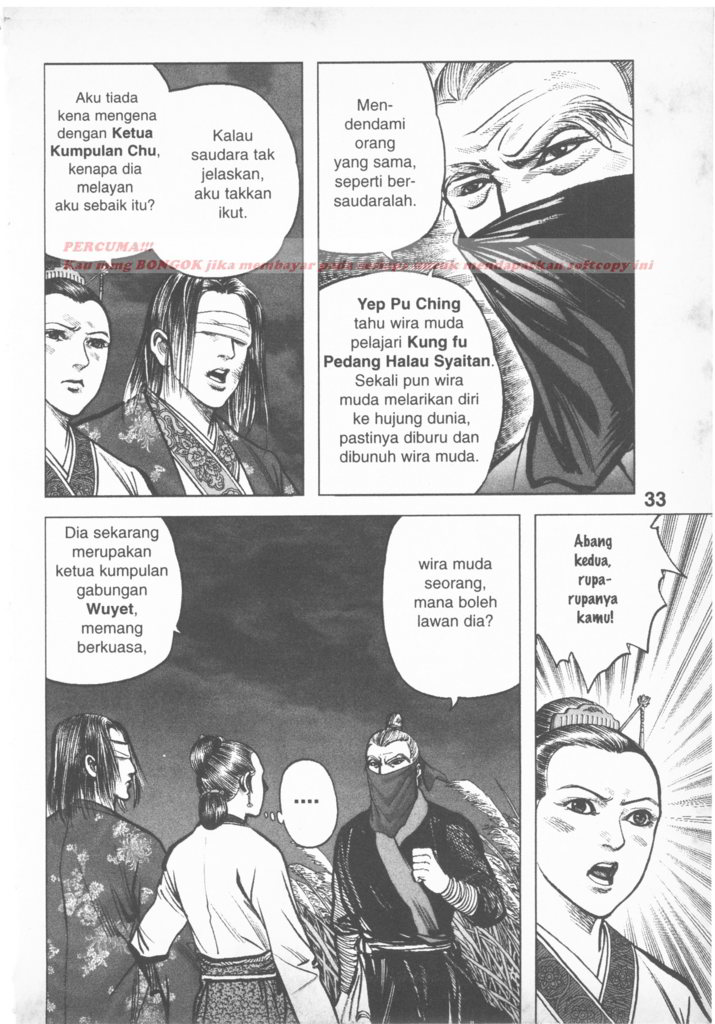 Aku tiada
kena mengena
dengan Ketua
Kumpulan Chu,
kenapa dia
melayan
aku sebaik itu?
Kalau
saudara tak
jelaskan,
aku takkan
ikut.
Men-
dendami
orang
yang sama,
seperti ber-
saudaralah.
PERCUMA!!!
Kau mmg BONGOK jika membayar
untuk mendapatkan softcopy ini
Yep Pu Ching
tahu wira muda
pelajari Kung fu
Pedang Halau Syaitan.
Sekali pun wira
muda melarikan diri
ke hujung dunia,
pastinya diburu dan
dibunuh wira muda.
33
Dia sekarang
merupakan
ketua kumpulan
gabungan
Wuyet,
memang
berkuasa,
wira muda
seorang,
mana boleh
lawan dia?
....
Abang
kedua,
rupa-
rupanya
kamu!